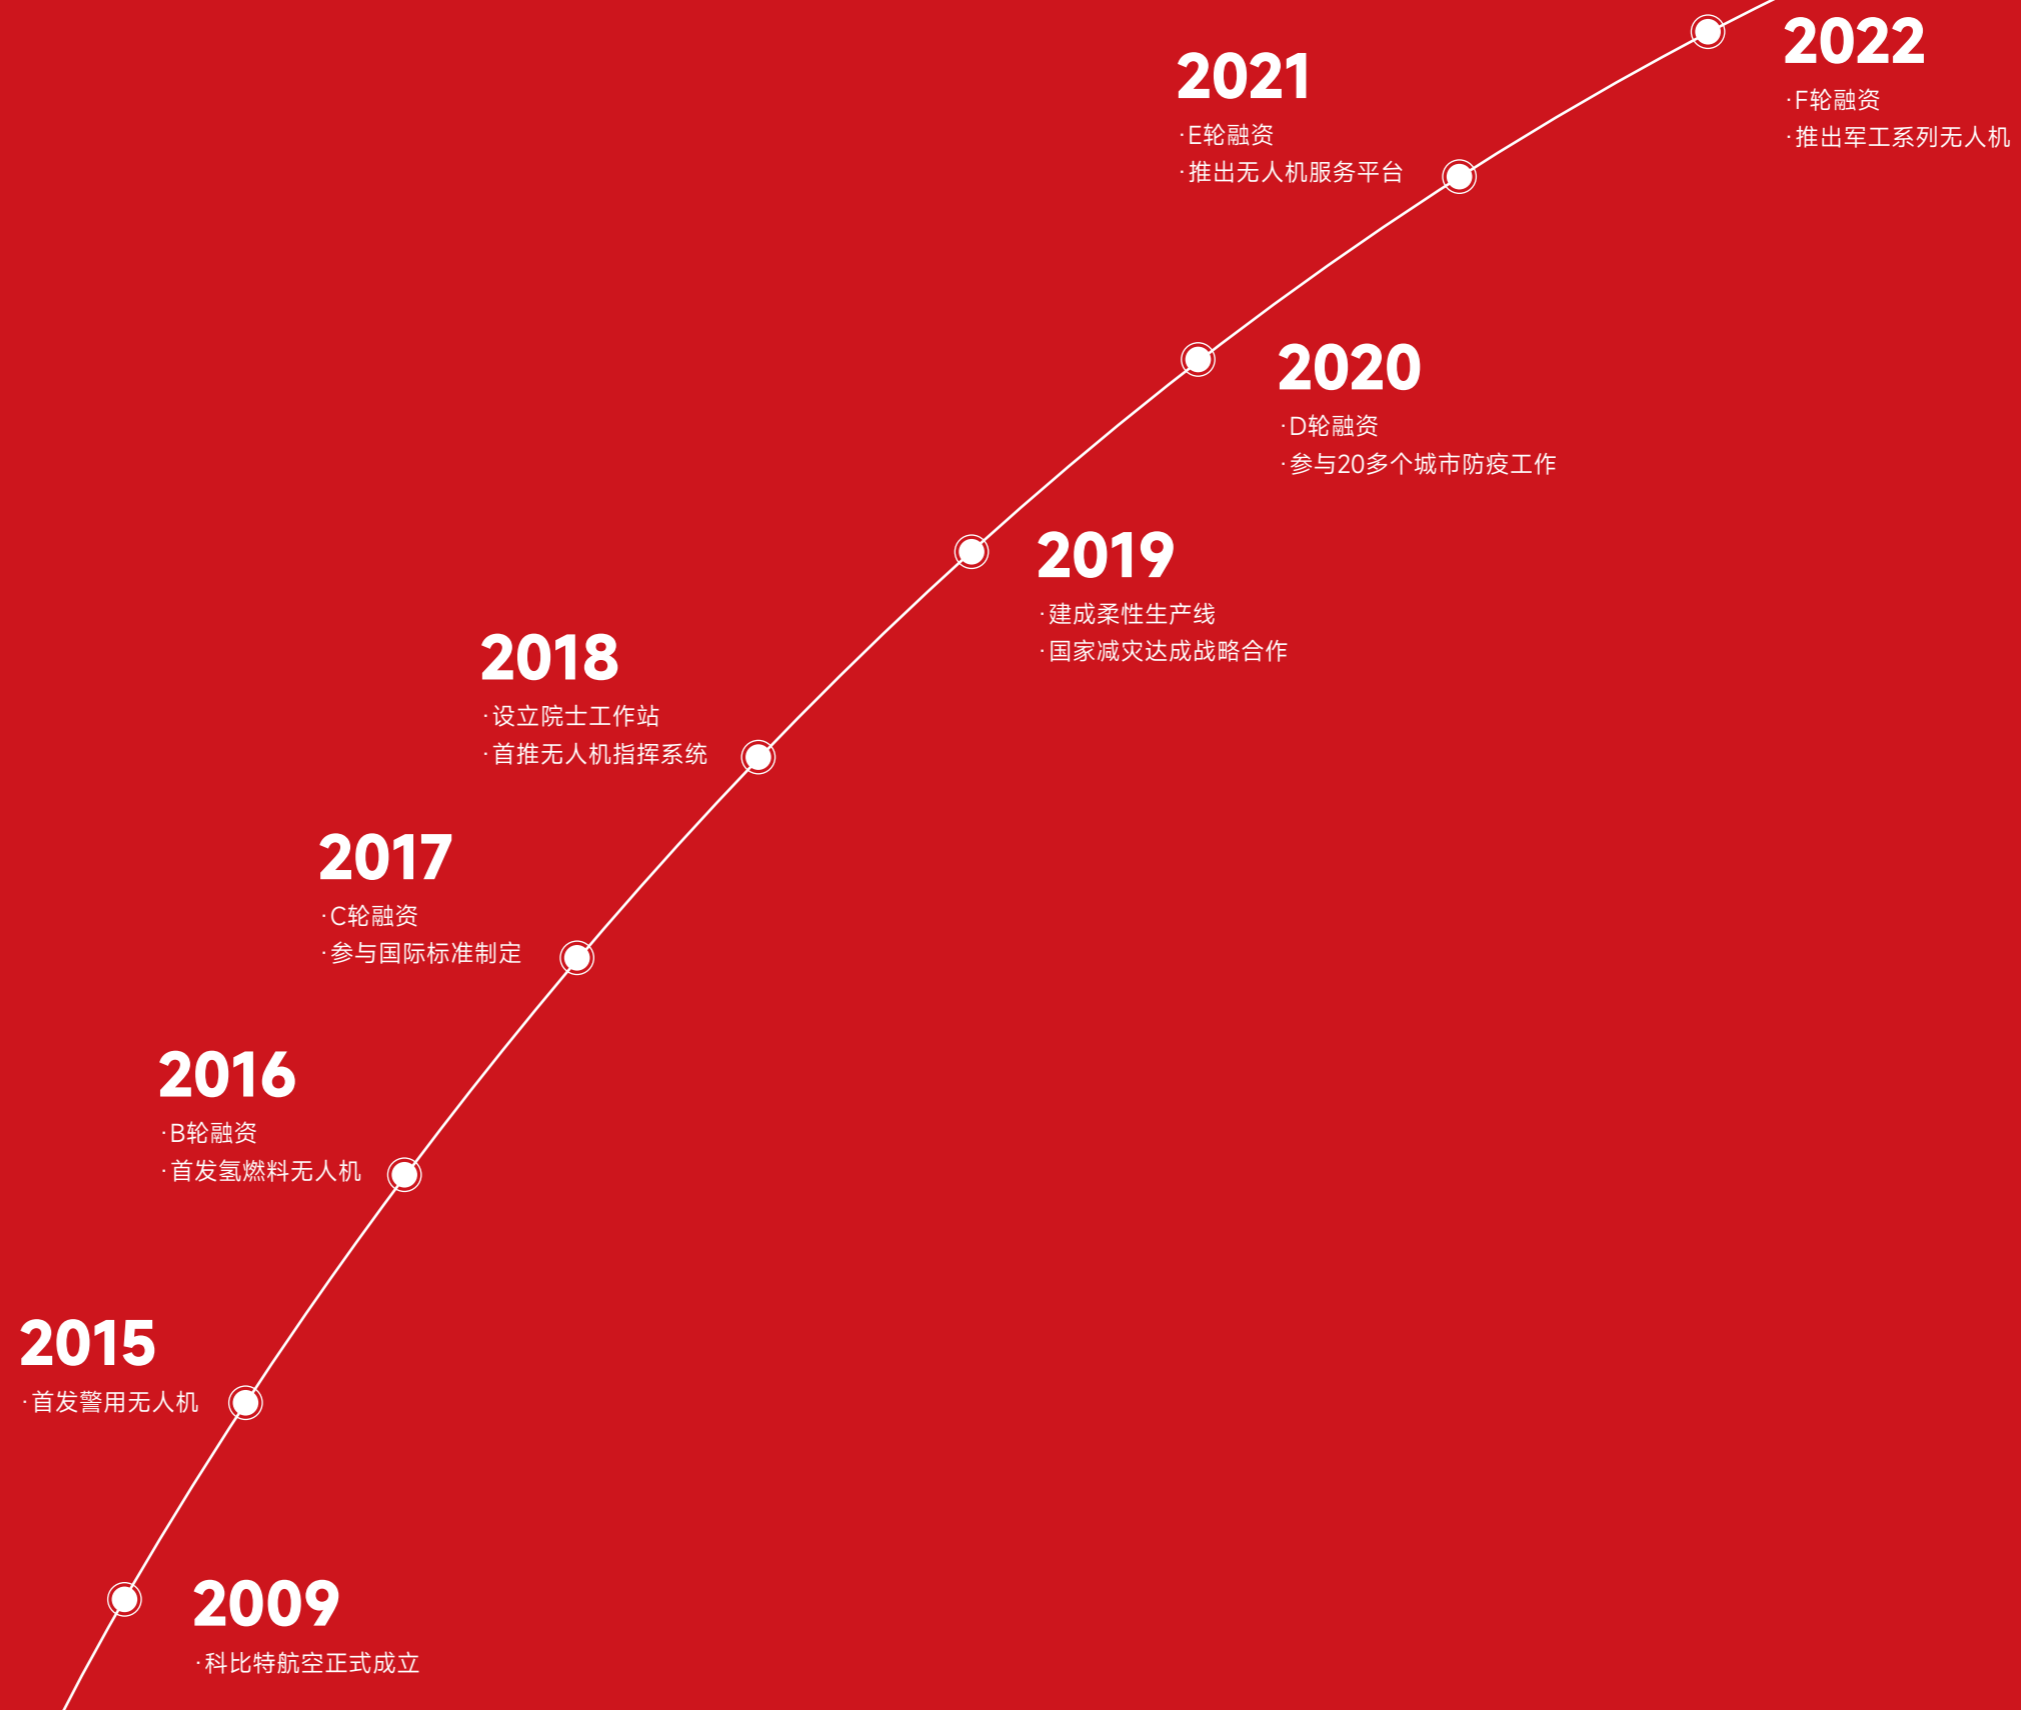 2022
·F轮融资
·推出军工系列无人机
2021
·E轮融资
·推出无人机服务平台
2020
·D轮融资
·参与20多个城市防疫工作
2019
·建成柔性生产线
·国家减灾达成战略合作
2018
·设立院士工作站
·首推无人机指挥系统
2017
·C轮融资
·参与国际标准制定
2016
·B轮融资
·首发氢燃料无人机
2015
·首发警用无人机
2009
·科比特航空正式成立